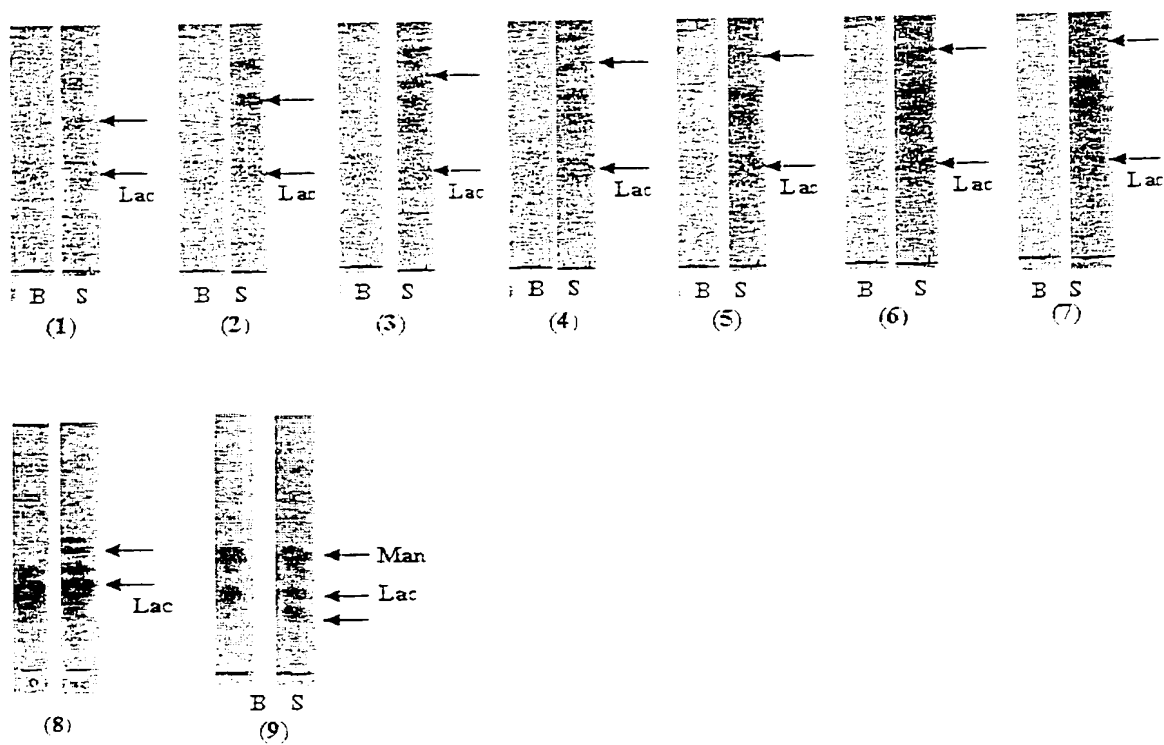 Lac Lac Lac Lac Lac Lac Lac
B S B S B S B S B S B S B S
(1) (2) (3) (4) (5) (6) (7)
Man
Lac
Lac
B S
(8) (9)